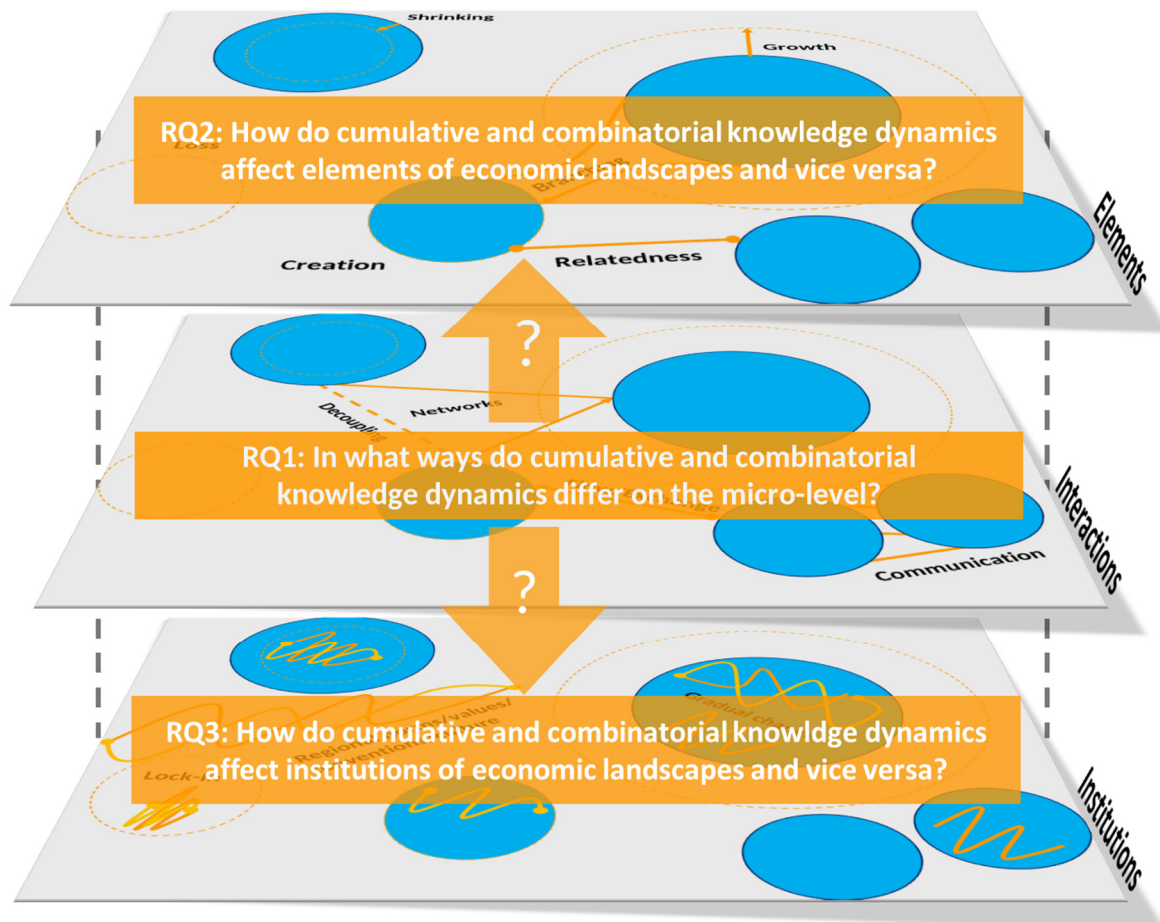 Shrinking
Growth
RQ2: How do cumulative and combinatorial knowledge dynamics
affect elements of economic landscapes and vice versa?
Loss
Creation
Relatedness
Elements
?
Networks
Decoupling
RQ1: In what ways do cumulative and combinatorial
knowledge dynamics differ on the micro-level?
Communication
Interactions
?
RQ3: How do cumulative and combinatorial knowldge dynamics
affect institutions of economic landscapes and vice versa?
Institutions